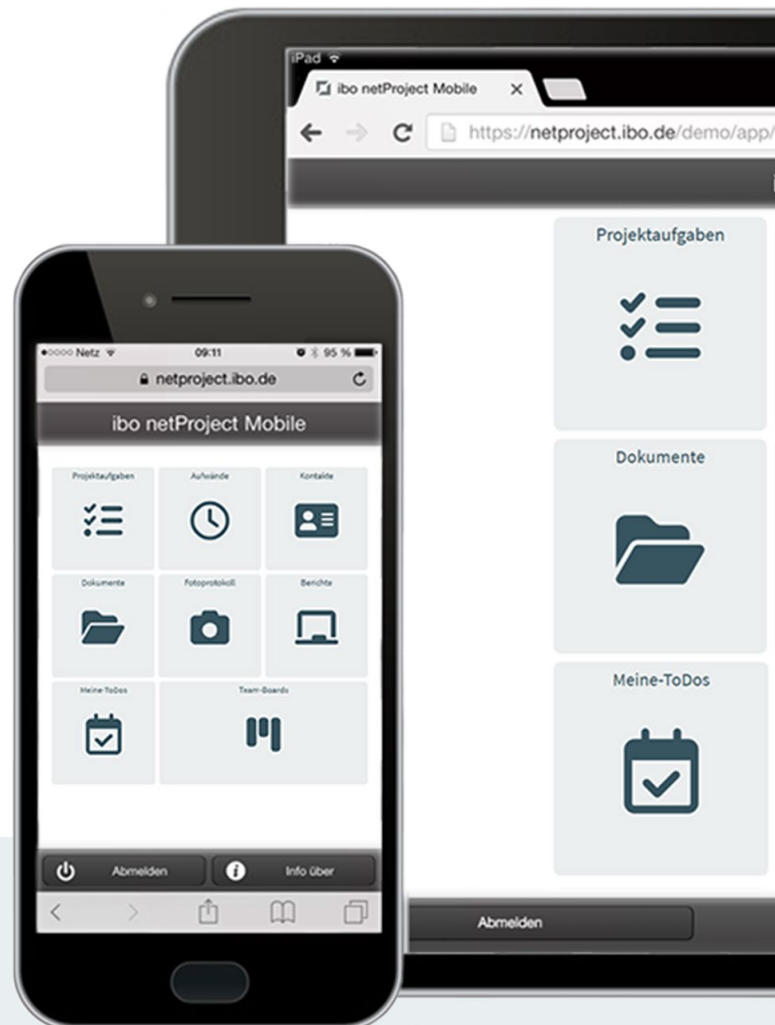 iPad
ibo netProject Mobile
https://netproject.ibo.de/demo/app/
Projektaufgaben
Dokumente
Meine-ToDos
Abmelden
Netz 09:11 95 %
netproject.ibo.de
ibo netProject Mobile
Projektaufgaben Aufwände Kontakte
Dokumente Fotoprotokoll Berichte
Meine-ToDos Team-Boards
Abmelden Info über